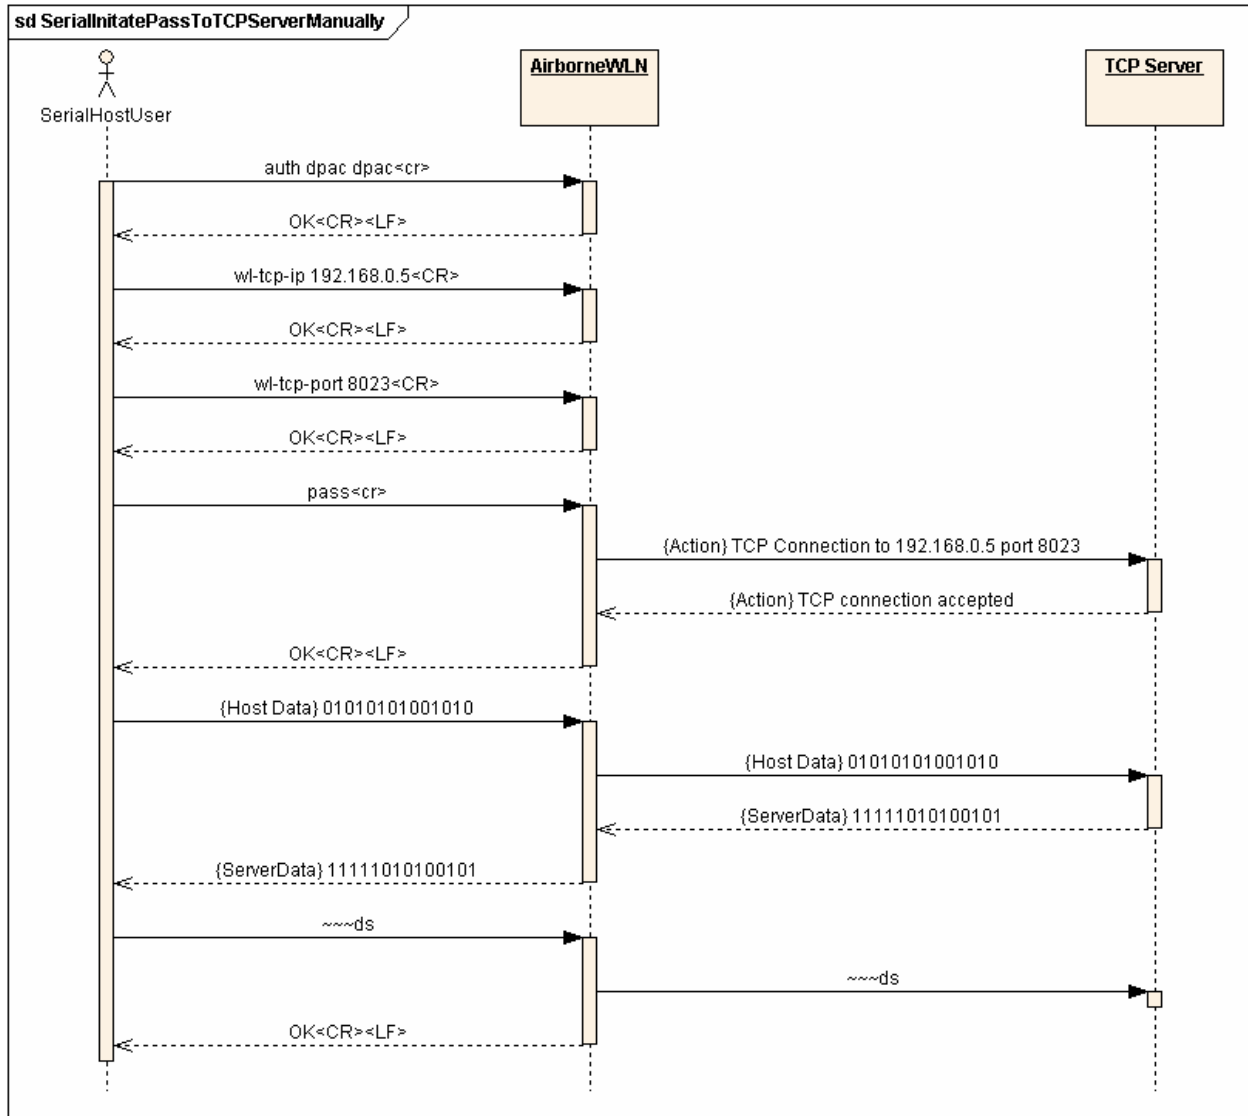 sd SerialInitatePassToTCPServerManually
SerialHostUser
AirborneWLN
TCP Server
auth dpac dpac<cr>
OK<CR><LF>
wl-tcp-ip 192.168.0.5<CR>
OK<CR><LF>
wl-tcp-port 8023<CR>
OK<CR><LF>
pass<cr>
{Action} TCP Connection to 192.168.0.5 port 8023
{Action} TCP connection accepted
OK<CR><LF>
{Host Data} 01010101001010
{Host Data} 01010101001010
{ServerData} 11111010100101
{ServerData} 11111010100101
~~~ds
~~~ds
OK<CR><LF>